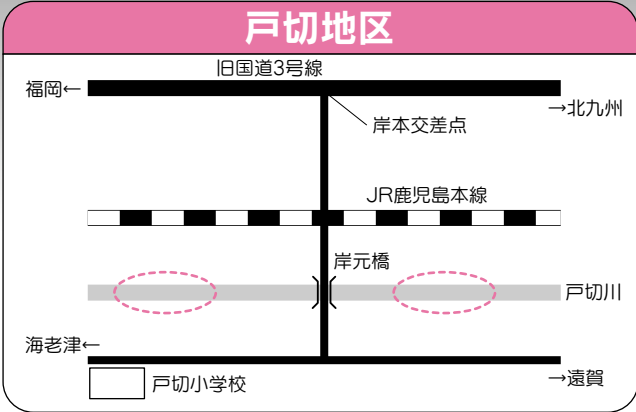 戸切地区
旧国道3号線
福岡←
→北九州
岸本交差点
JR鹿児島本線
岸元橋
戸切川
海老津←
戸切小学校
→遠賀